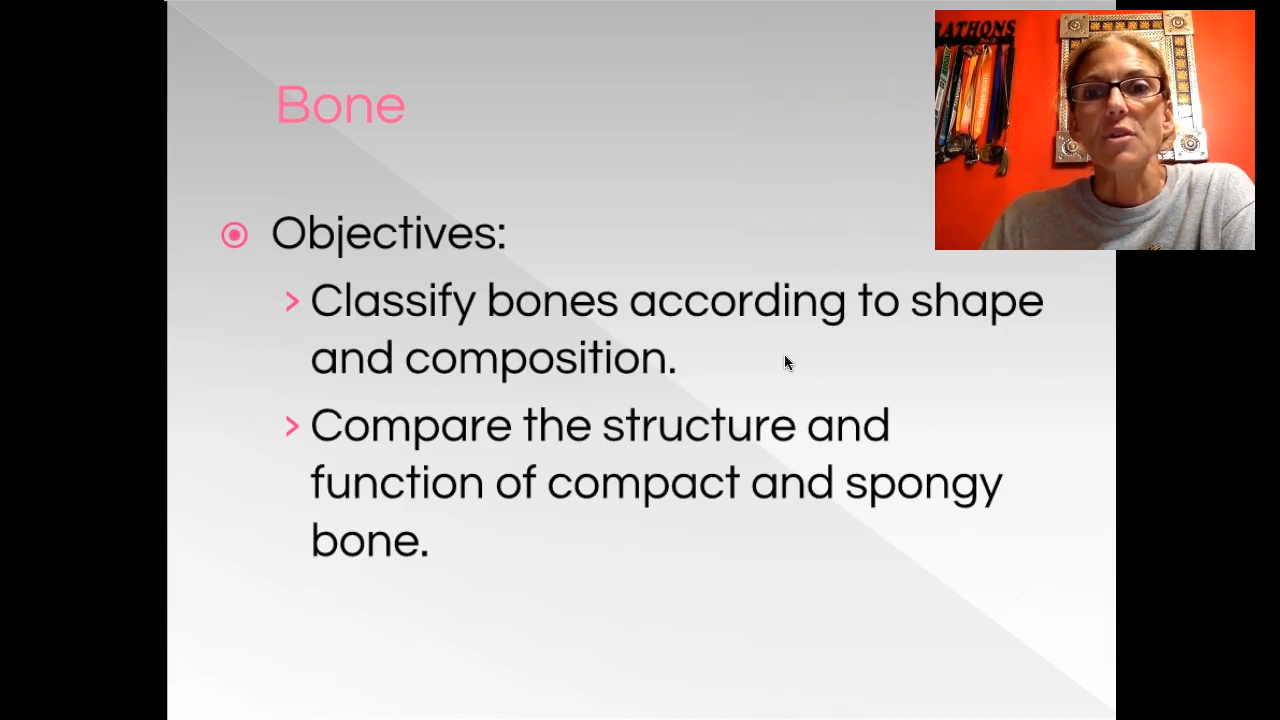 Bone
Objectives:
Classify bones according to shape
and composition.
Compare the structure and
function of compact and spongy
bone.
RATHONS